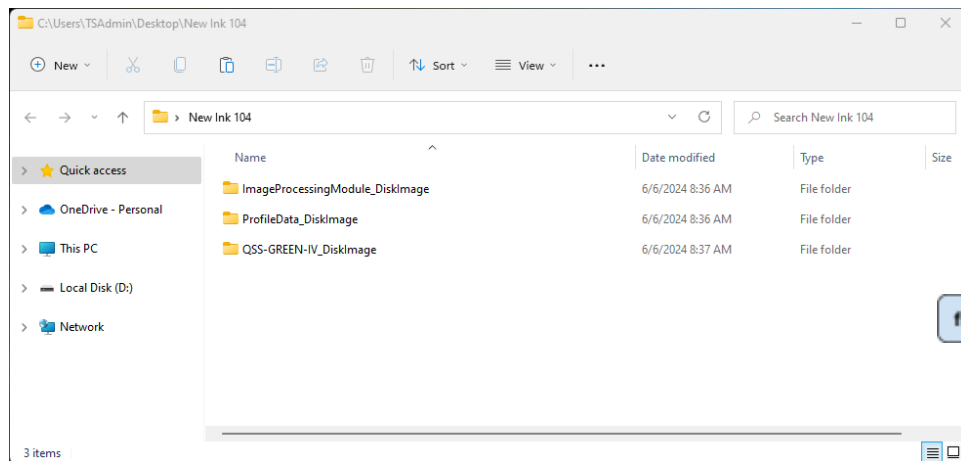 C:\Users\TSAdmin\Desktop\New Ink 104
New Sort View
New Ink 104 Search New Ink 104
Name Date modified Type Size
Quick access
ImageProcessingModule_DiskImage 6/6/2024 8:36 AM File folder
OneDrive - Personal
ProfileData_DiskImage 6/6/2024 8:36 AM File folder
This PC
QSS-GREEN-IV_DiskImage 6/6/2024 8:37 AM File folder
Local Disk (D:)
Network
3 items